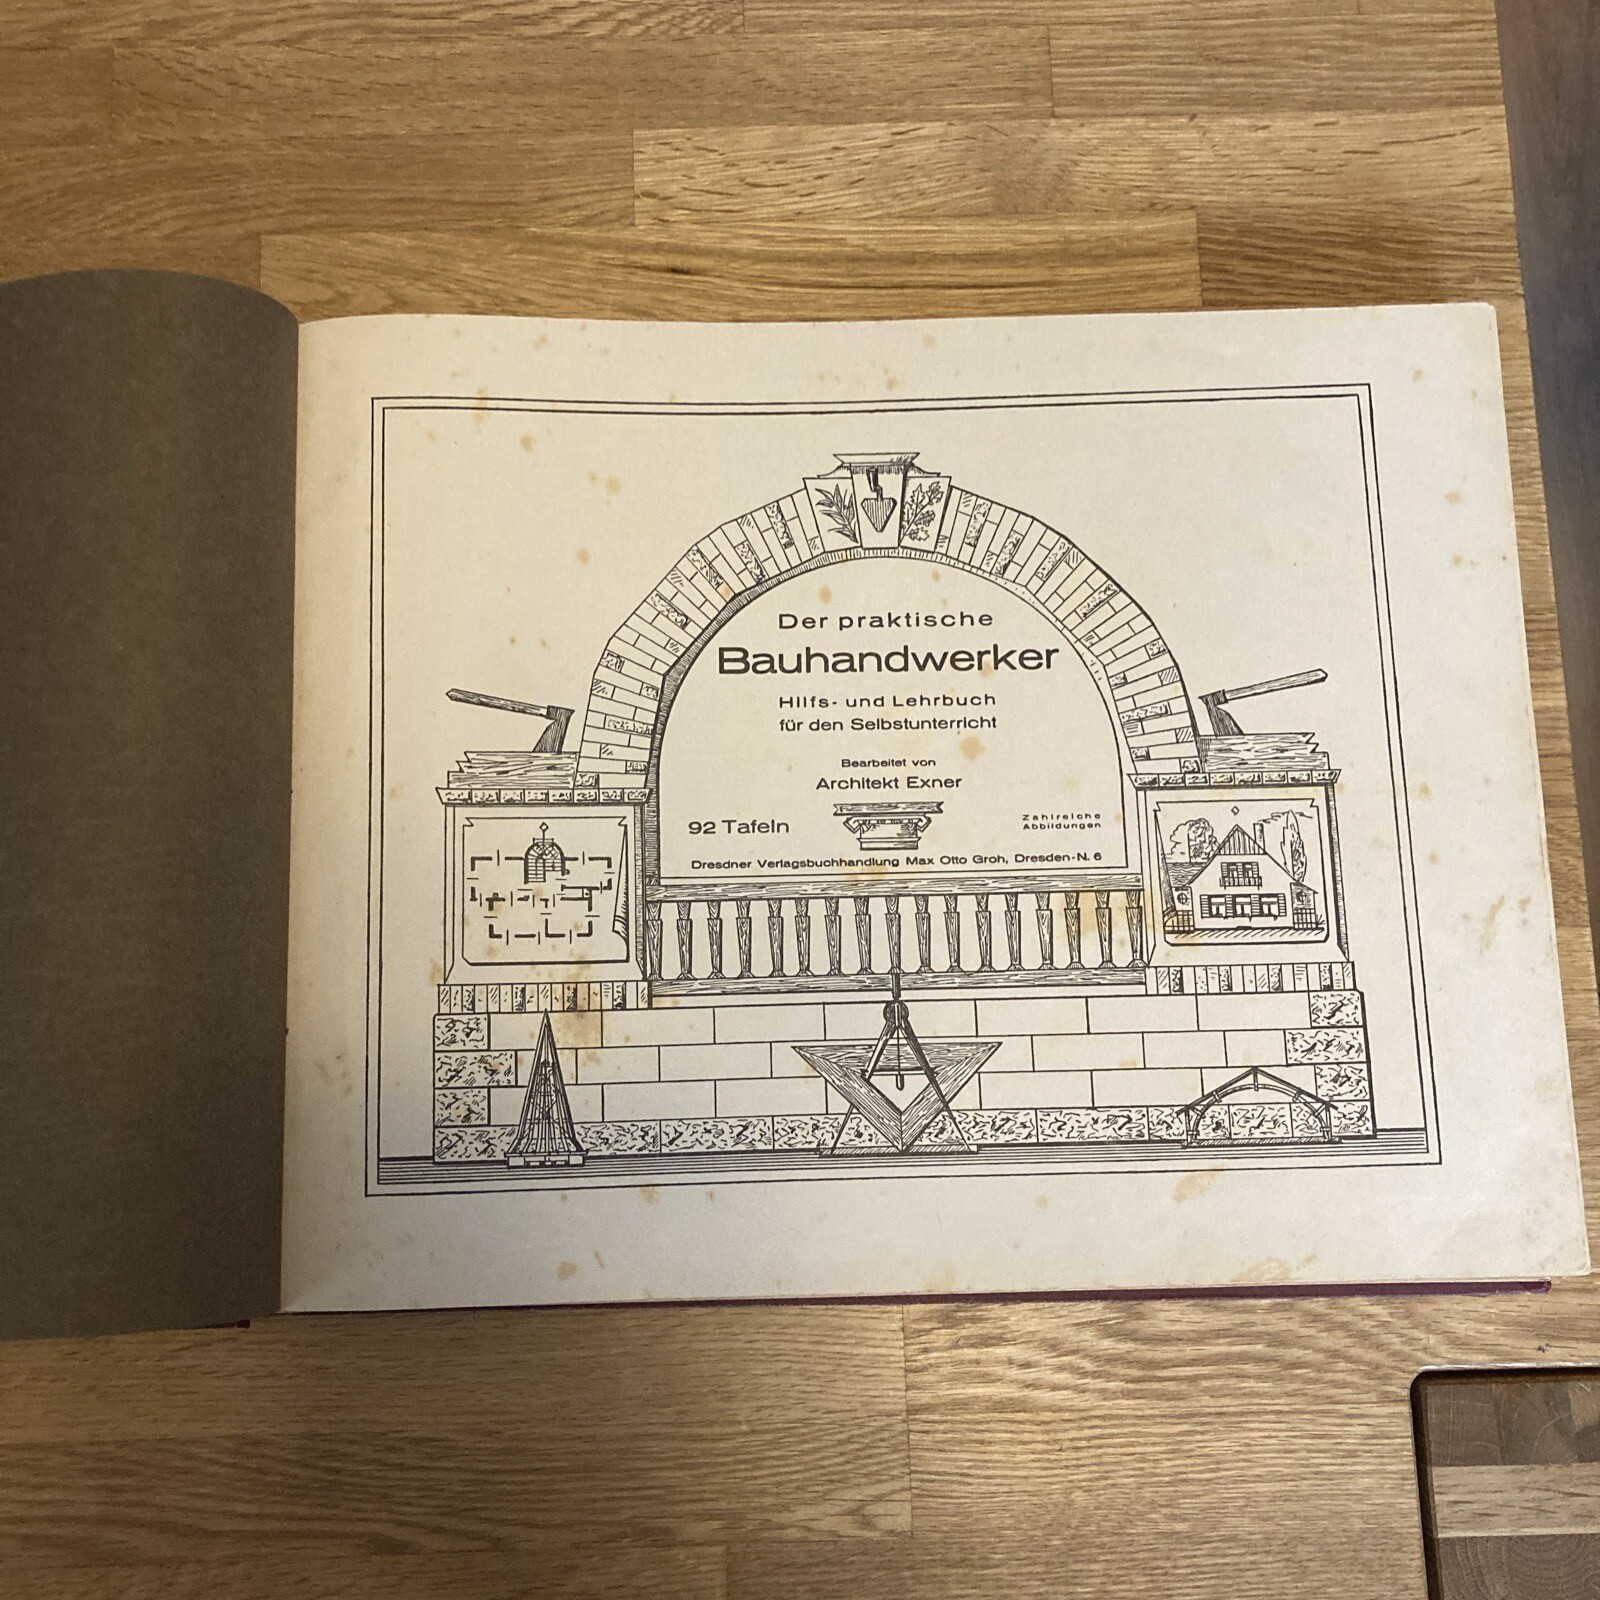 Der praktische
Bauhandwerker
Hilfs- und Lehrbuch
für den Selbstunterricht
Bearbeitet von
Architekt Exner
92 Tafeln
Zahlreiche
Abbildungen
Dresdner Verlagsbuchhandlung Max Otto Groh, Dresden-N. 6